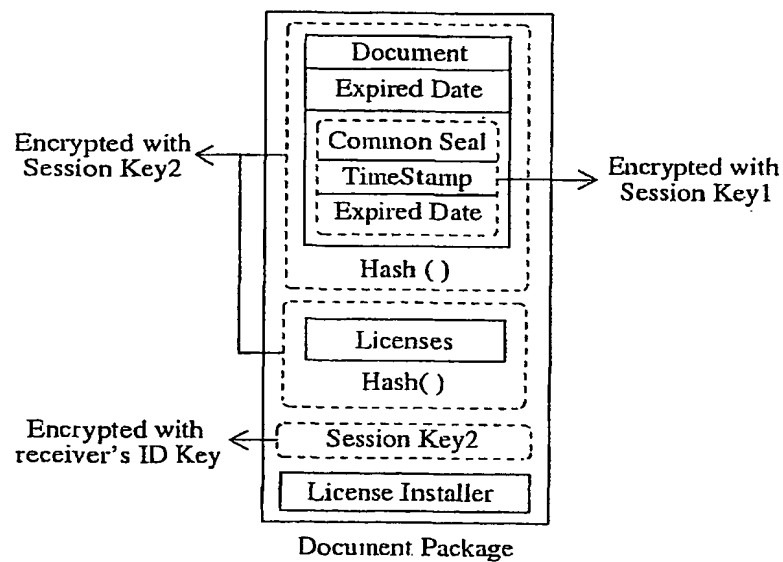 Document
Expired Date
Encrypted with
Session Key2
Common Seal
TimeStamp
Expired Date
Encrypted with
Session Key1
Hash ( )
Licenses
Hash( )
Encrypted with
receiver's ID Key
Session Key2
License Installer
Document Package